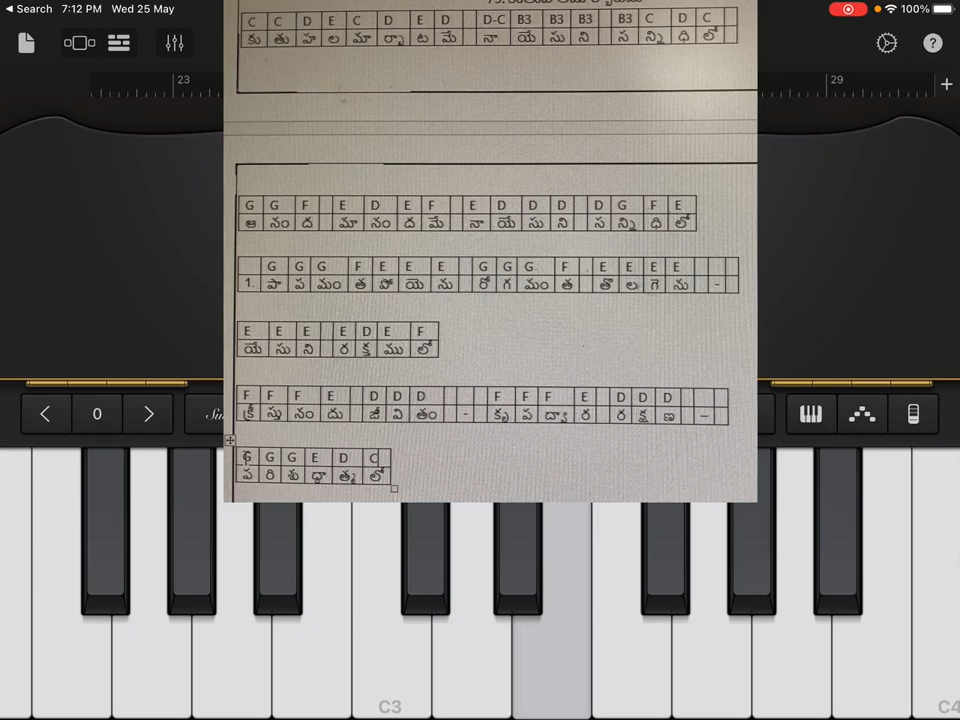 Search 7:12 PM Wed 25 May 100%
23 29
C C D E C D E D D-C B3 B3 B3 B3 C D C
కు తు హ ల మా ర్బా ట మే నా యే సు ని స న్ని ధి లో
G G F E D E F E D D D D G F E
ఆ నం ద మా నం ద మే నా యే సు ని స న్ని ధి లో
G G G F E E E G G G F E E E E
1. పా ప మం త పో యె ను రో గ మం త తొ ల గె ను -
E E E E D E F
యే సు ని ర క్త ము లో
F F F E D D D F F F E D D D
క్రీ స్తు నం దు జీ వి తం - కృ ప ద్వా ర ర క్ష ణ –
G G G E D C
ప రి శు ద్ధా త్మ లో
0
C3 C4